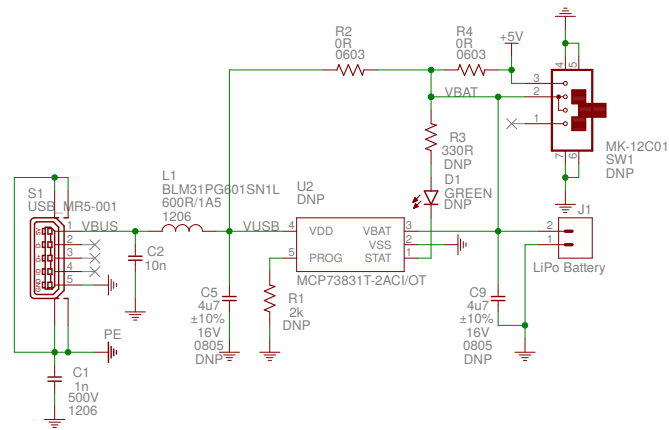 R2
0R
0603
R4
0R
0603
+5V
4
5
3
2
1
7
6
MK-12C01
SW1
DNP
VBAT
R3
330R
DNP
D1
GREEN
DNP
L1
BLM31PG601SN1L
600R/1A5
1206
U2
DNP
S1
USB_MR5-001
VBUS
VUSB
4
VDD
5
PROG
VBAT
3
VSS
2
STAT
1
MCP73831T-2ACI/OT
J1
2
1
LiPo Battery
5V
D-
D+
ID
GND
1
2
3
4
5
C2
10n
C5
4u7
±10%
16V
0805
DNP
R1
2k
DNP
C9
4u7
±10%
16V
0805
DNP
PE
C1
1n
500V
1206